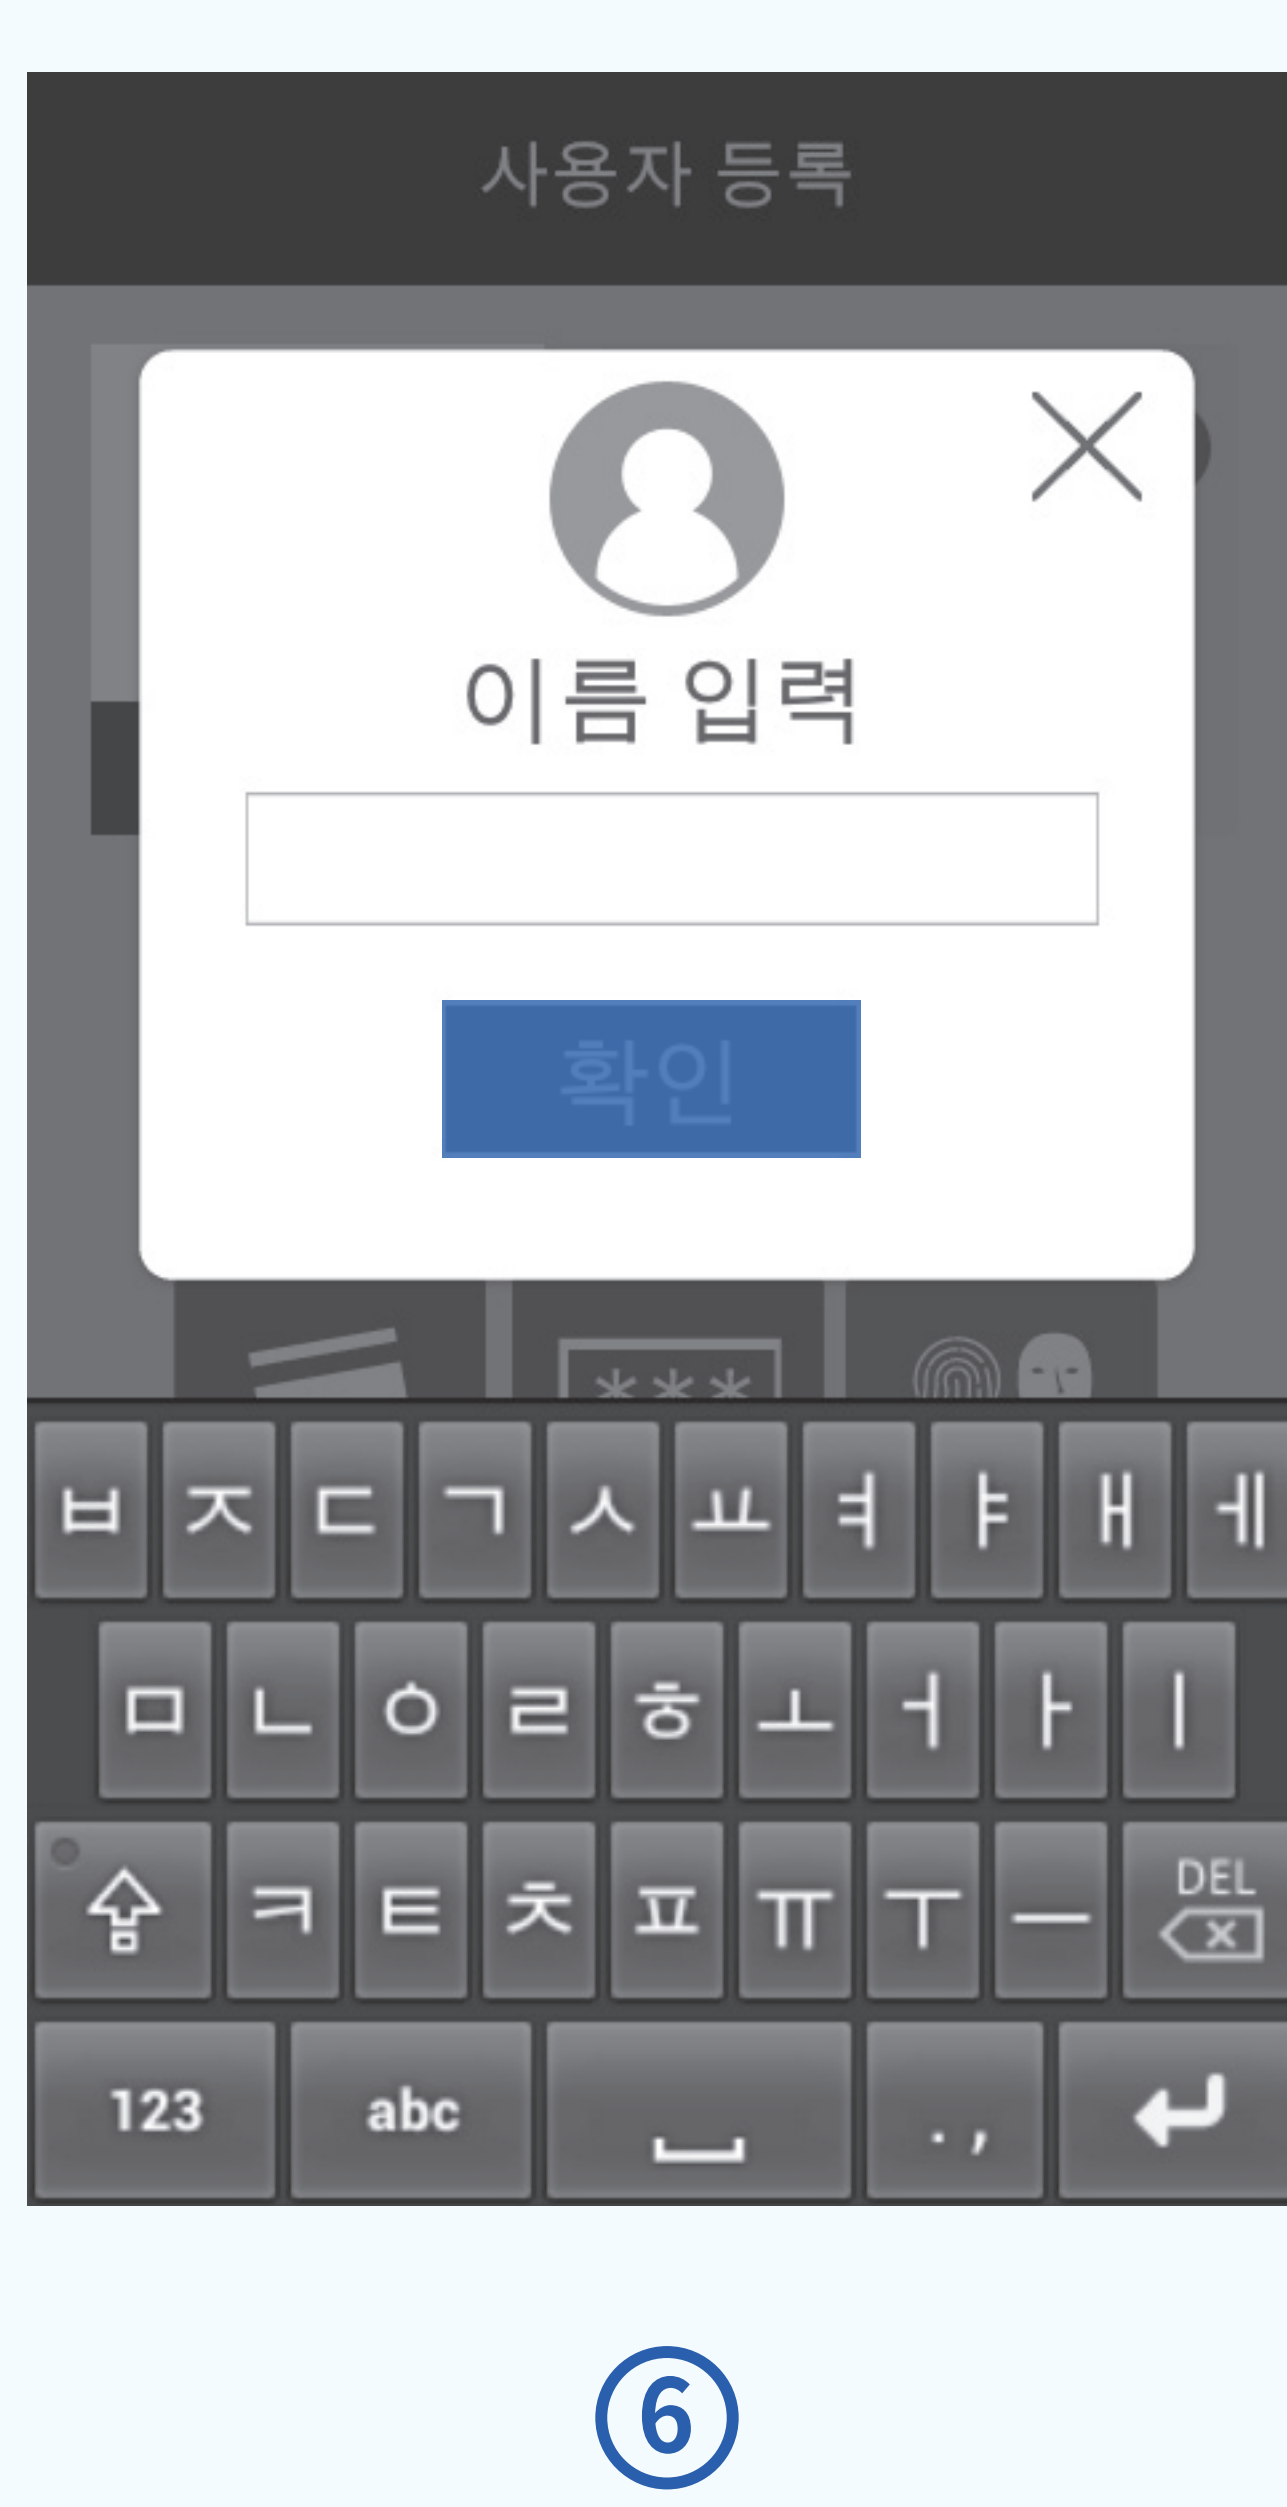 사용자 등록
이름 입력
확인
***
ㅂ ㅈ ㄷ ㄱ ㅅ ㅛ ㅕ ㅑ ㅐ ㅔ
ㅁ ㄴ ㅇ ㄹ ㅎ ㅗ ㅓ ㅏ ㅣ
ㅋ ㅌ ㅊ ㅍ ㅠ ㅜ ㅡ DEL
123 abc . ,
⑥